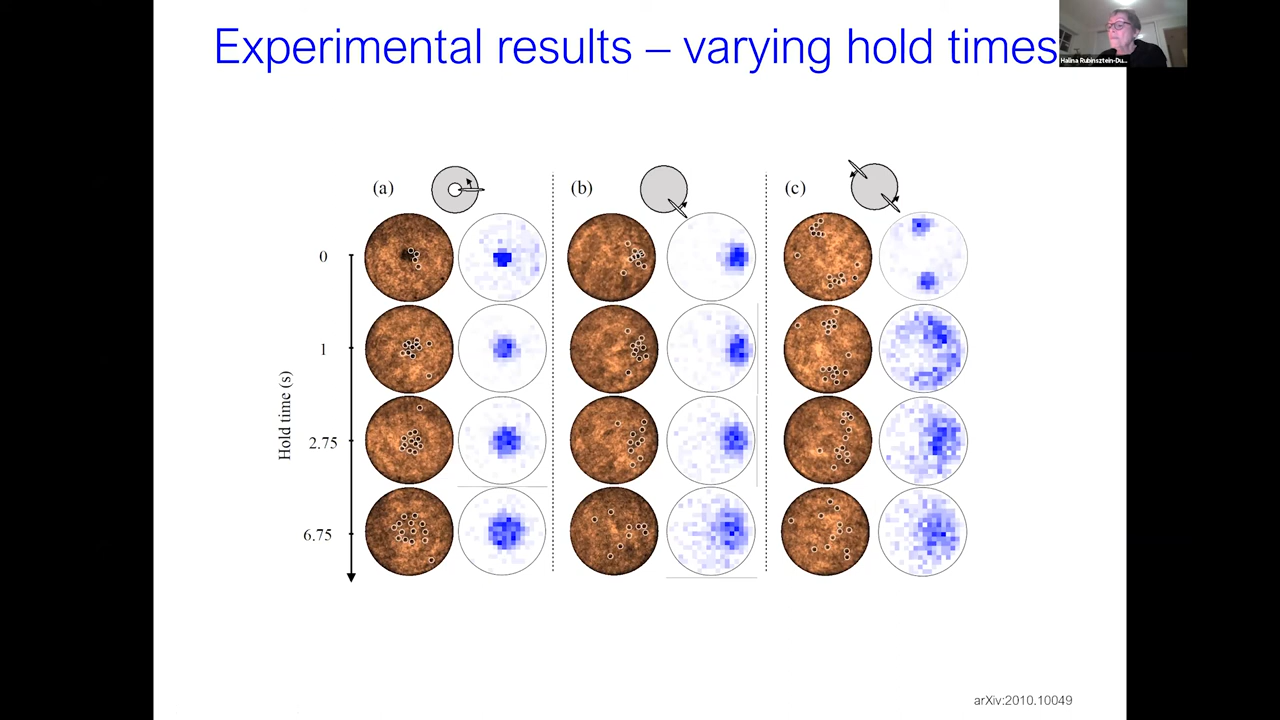 Experimental results – varying hold times
Halina Rubinsztein-Du...
(a)
(b)
(c)
0
1
2.75
6.75
Hold time (s)
arXiv:2010.10049